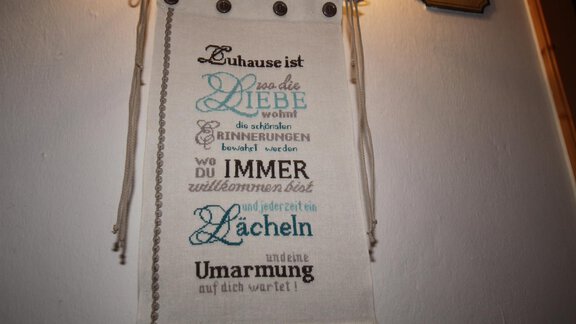 Zuhause ist
wo die
LIEBE
wohnt
die schönsten
ERINNERUNGEN
bewahrt werden
wo
DU IMMER
willkommen bist
und jederzeit ein
Lächeln
und eine
Umarmung
auf dich wartet!